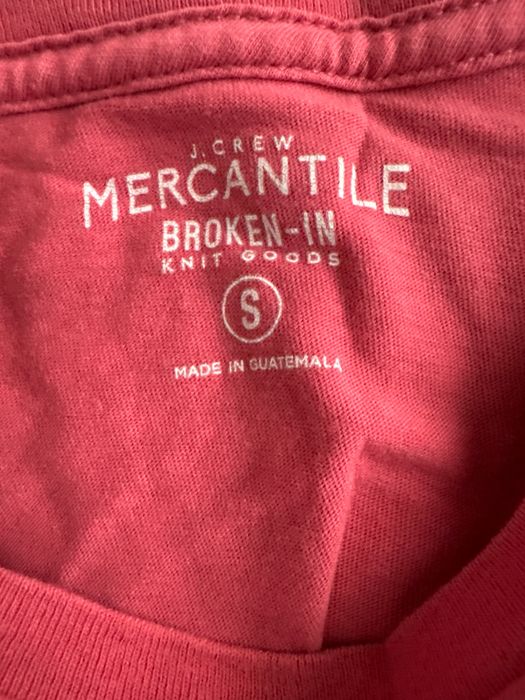 J.CREW
MERCANTILE
BROKEN-IN
KNIT GOODS
S
MADE IN GUATEMALA